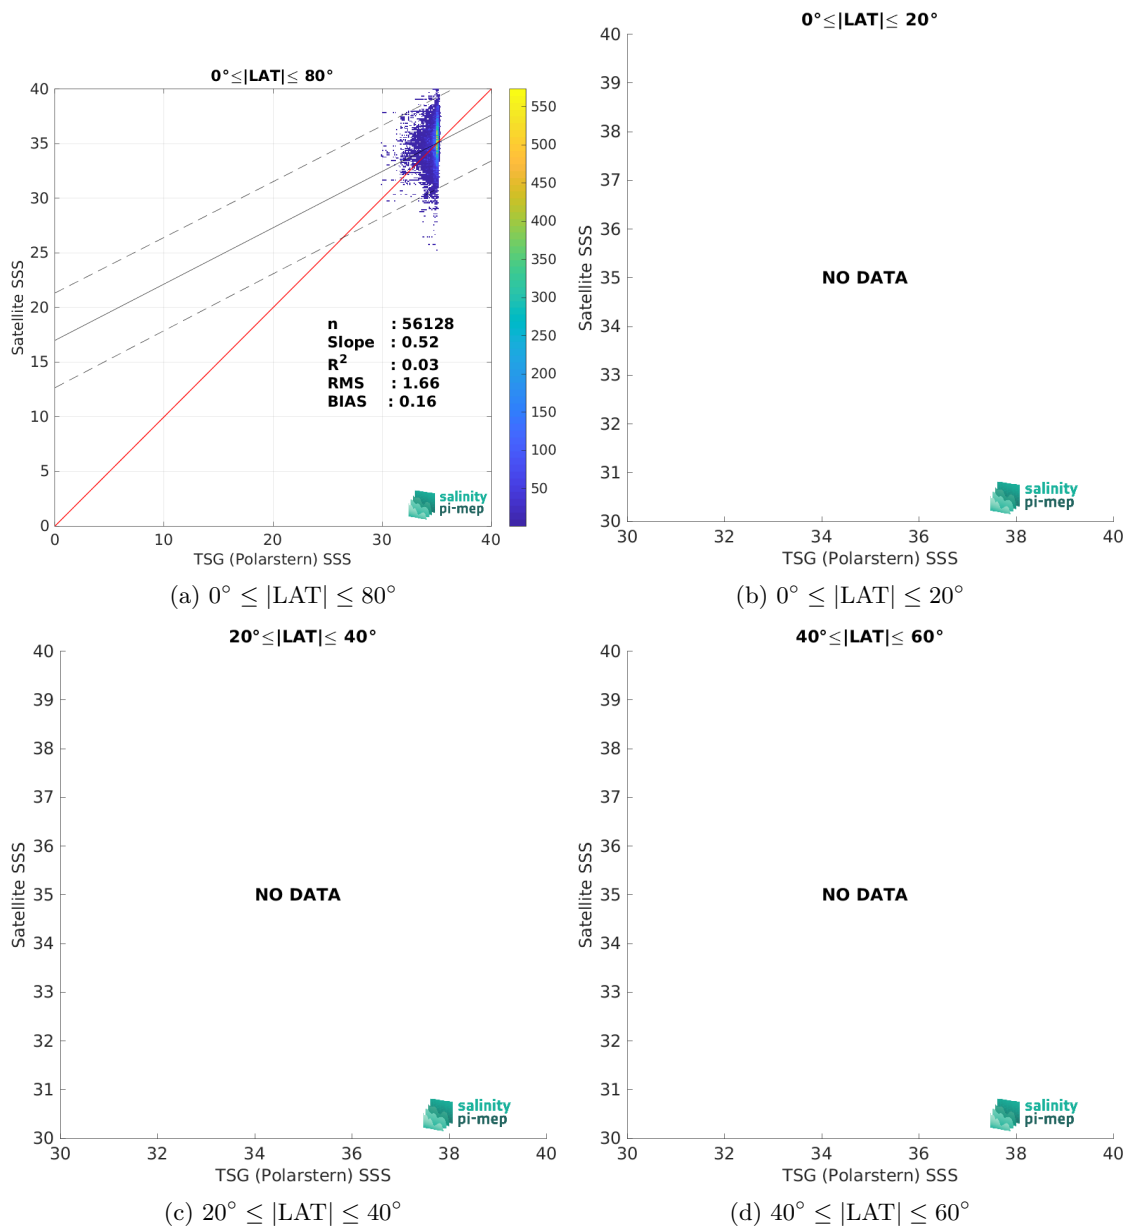 0°≤|LAT|≤ 80°
40
35
30
25
20
15
10
5
0
0
10
20
30
40
Satellite SSS
TSG (Polarstern) SSS
n : 56128
Slope : 0.52
R² : 0.03
RMS : 1.66
BIAS : 0.16
550
500
450
400
350
300
250
200
150
100
50
salinity
pi-mep
(a) 0° ≤ |LAT| ≤ 80°
0°≤|LAT|≤ 20°
40
39
38
37
36
35
34
33
32
31
30
30
32
34
36
38
40
Satellite SSS
TSG (Polarstern) SSS
NO DATA
salinity
pi-mep
(b) 0° ≤ |LAT| ≤ 20°
20°≤|LAT|≤ 40°
40
39
38
37
36
35
34
33
32
31
30
30
32
34
36
38
40
Satellite SSS
TSG (Polarstern) SSS
NO DATA
salinity
pi-mep
(c) 20° ≤ |LAT| ≤ 40°
40°≤|LAT|≤ 60°
40
39
38
37
36
35
34
33
32
31
30
30
32
34
36
38
40
Satellite SSS
TSG (Polarstern) SSS
NO DATA
salinity
pi-mep
(d) 40° ≤ |LAT| ≤ 60°